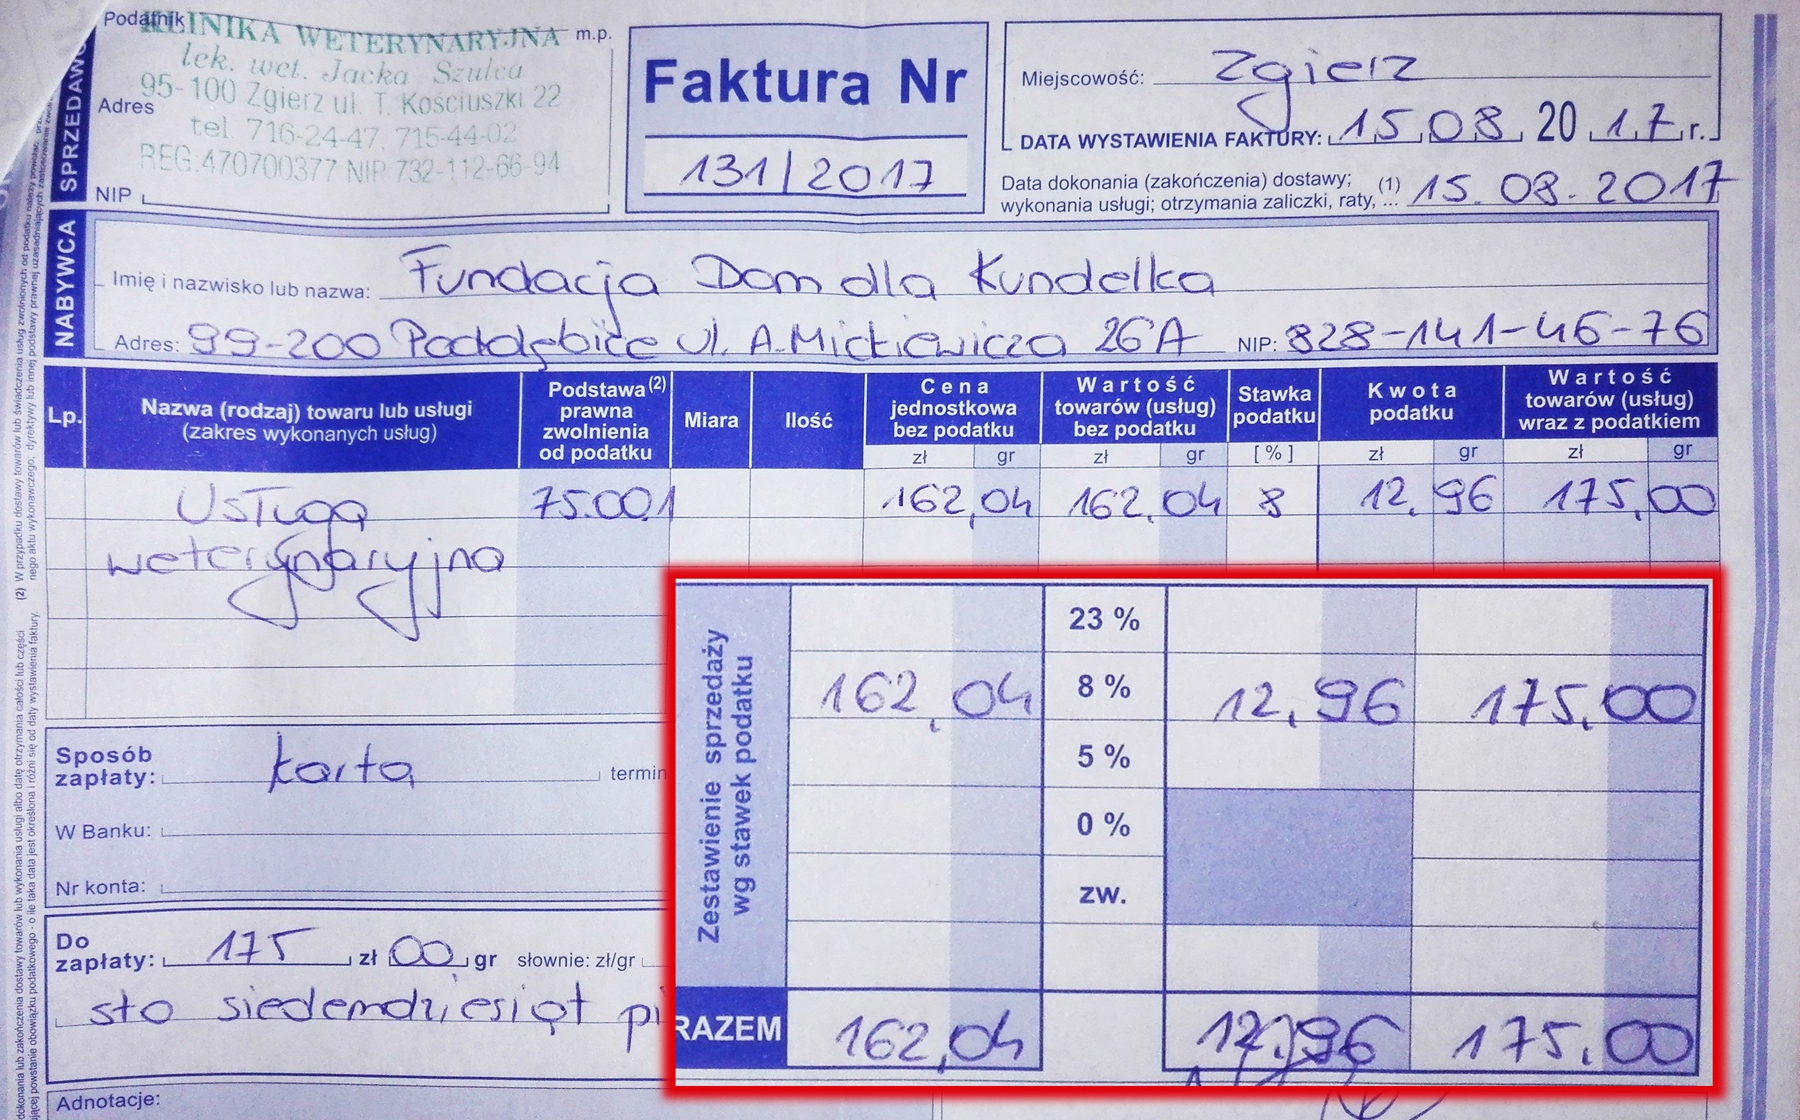 Podatnik
KLINIKA WETERYNARYJNA m.p.
lek. wet. Jacka Szulca
Adres 95-100 Zgierz ul. T. Kościuszki 22
tel. 716-24-47, 715-44-02
REG:470700377 NIP 732-112-66-94
NIP
SPRZEDAWC
Faktura Nr
131/2017
Miejscowość: Zgierz
DATA WYSTAWIENIA FAKTURY: 15.08.2017 r.
Data dokonania (zakończenia) dostawy;
wykonania usługi; otrzymania zaliczki, raty, ... (1) 15.08.2017
NABYWCA
Imię i nazwisko lub nazwa: Fundacja Dom dla Kundelka
Adres: 99-200 Poddębice ul. A. Mickiewicza 26A NIP: 828-141-46-76
Lp.
Nazwa (rodzaj) towaru lub usługi
(zakres wykonanych usług)
Podstawa (2)
prawna
zwolnienia
od podatku
Miara
Ilość
Cena
jednostkowa
bez podatku
Wartość
towarów (usług)
bez podatku
Stawka
podatku
Kwota
podatku
Wartość
towarów (usług)
wraz z podatkiem
zł gr zł gr [%] zł gr zł gr
Usługa 75.00.1 162,04 162,04 8 12,96 175,00
weterynaryjna
Zestawienie sprzedaży
wg stawek podatku
23 %
162,04 8 % 12,96 175,00
5 %
0 %
zw.
RAZEM 162,04 12,96 175,00
Sposób
zapłaty: karta termin
W Banku:
Nr konta:
Do
zapłaty: 175 zł 00 gr słownie: zł/gr
sto siedemdziesiąt pi
Adnotacje: